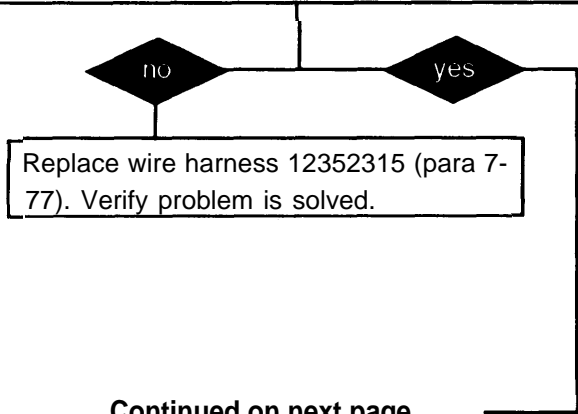 no
yes
Replace wire harness 12352315 (para 7-
77). Verify problem is solved.
Continued on next page